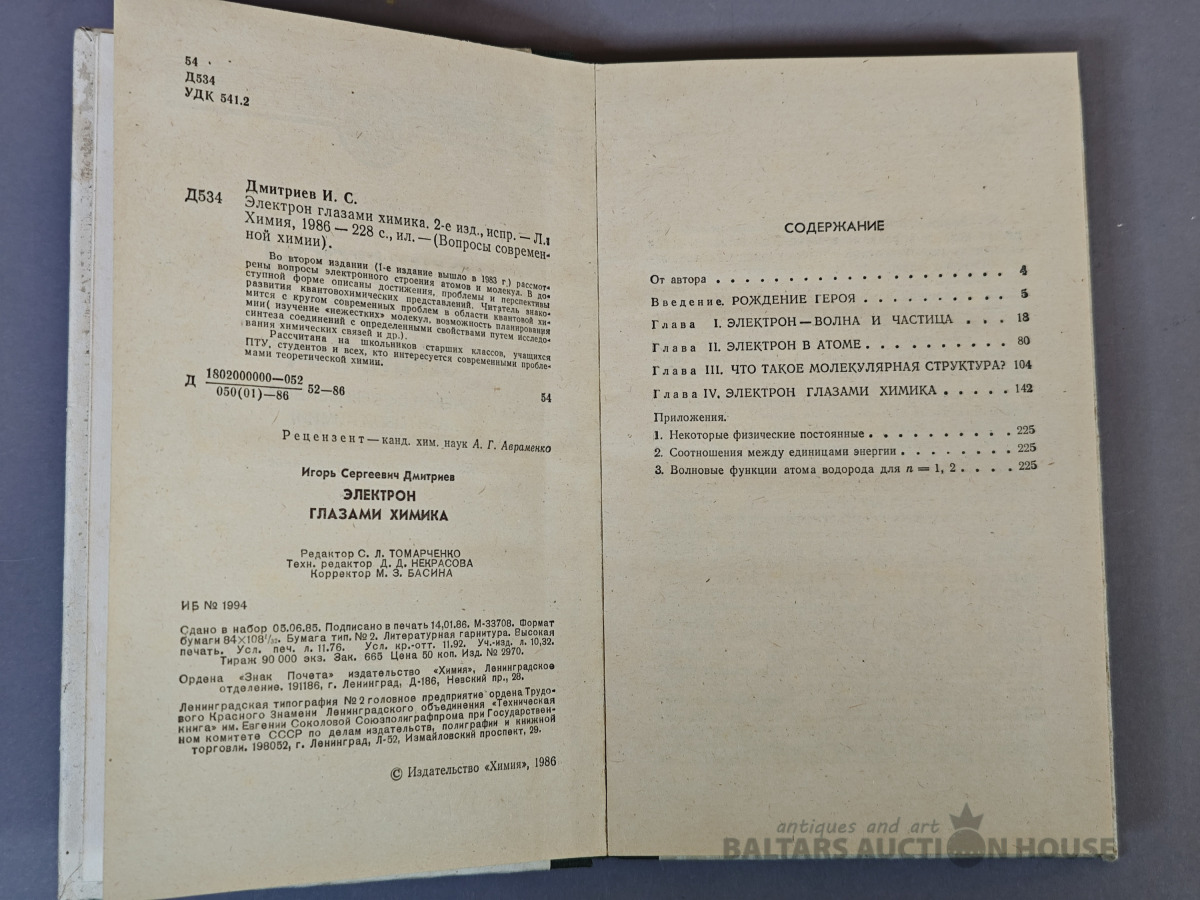 54
Д534
УДК 541.2
Дмитриев И. С.
Д534 Электрон глазами химика. 2-е изд., испр. — Л.:
Химия, 1986 — 228 с., ил. — (Вопросы современ-
ной химии).
Во втором издании (1-е издание вышло в 1983 г.) рассмот-
рены вопросы электронного строения атомов и молекул. В до-
ступной форме описаны достижения, проблемы и перспективы
развития квантовохимических представлений. Читатель знако-
мится с кругом современных проблем в области квантовой хи-
мии( изучение «нежестких» молекул, возможность планирования
синтеза соединений с определенными свойствами путем исследо-
вания химических связей и др.).
Рассчитана на школьников старших классов, учащихся
ПТУ, студентов и всех, кто интересуется современными пробле-
мами теоретической химии.
Д 1802000000—052
050(01)—86 52—86
54
Рецензент — канд. хим. наук А. Г. Авраменко
Игорь Сергеевич Дмитриев
ЭЛЕКТРОН
ГЛАЗАМИ ХИМИКА
Редактор С. Л. ТОМАРЧЕНКО
Техн. редактор Д. Д. НЕКРАСОВА
Корректор М. З. БАСИНА
ИБ № 1994
Сдано в набор 05.06.85. Подписано в печать 14.01.86. М-33708. Формат
бумаги 84×108¹/₃₂. Бумага тип. № 2. Литературная гарнитура. Высокая
печать. Усл. печ. л. 11.76. Усл. кр.-отт. 11.92. Уч.-изд. л. 10,32.
Тираж 90 000 экз. Зак. 665 Цена 50 коп. Изд. № 2970.
Ордена «Знак Почета» издательство «Химия», Ленинградское
отделение. 191186, г. Ленинград, Д-186, Невский пр., 28.
Ленинградская типография № 2 головное предприятие ордена Трудо-
вого Красного Знамени Ленинградского объединения «Техническая
книга» им. Евгении Соколовой Союзполиграфпрома при Государствен-
ном комитете СССР по делам издательств, полиграфии и книжной
торговли. 198052, г. Ленинград, Л-52, Измайловский проспект, 29.
© Издательство «Химия», 1986
СОДЕРЖАНИЕ
От автора . . . . . . . . . . . . . . . . . . . . 4
Введение. РОЖДЕНИЕ ГЕРОЯ . . . . . . . . . . 5
Глава I. ЭЛЕКТРОН — ВОЛНА И ЧАСТИЦА . . . 13
Глава II. ЭЛЕКТРОН В АТОМЕ . . . . . . . . . . 80
Глава III. ЧТО ТАКОЕ МОЛЕКУЛЯРНАЯ СТРУКТУРА? 104
Глава IV. ЭЛЕКТРОН ГЛАЗАМИ ХИМИКА . . . . . 142
Приложения.
1. Некоторые физические постоянные . . . . . . . . . . 225
2. Соотношения между единицами энергии . . . . . . . . 225
3. Волновые функции атома водорода для n = 1, 2 . . . . 225
antiques and art
BALTARS AUCTION HOUSE